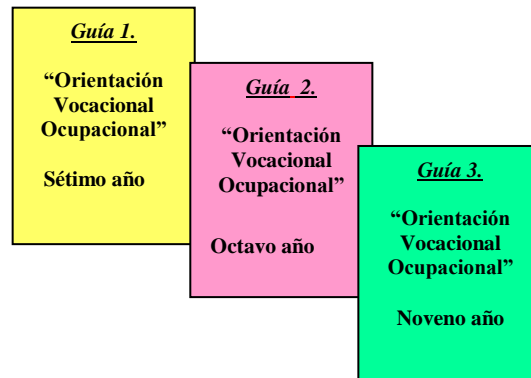 Guía 1.
“Orientación
Vocacional
Ocupacional”
Sétimo año
Guía 2.
“Orientación
Vocacional
Ocupacional”
Octavo año
Guía 3.
“Orientación
Vocacional
Ocupacional”
Noveno año